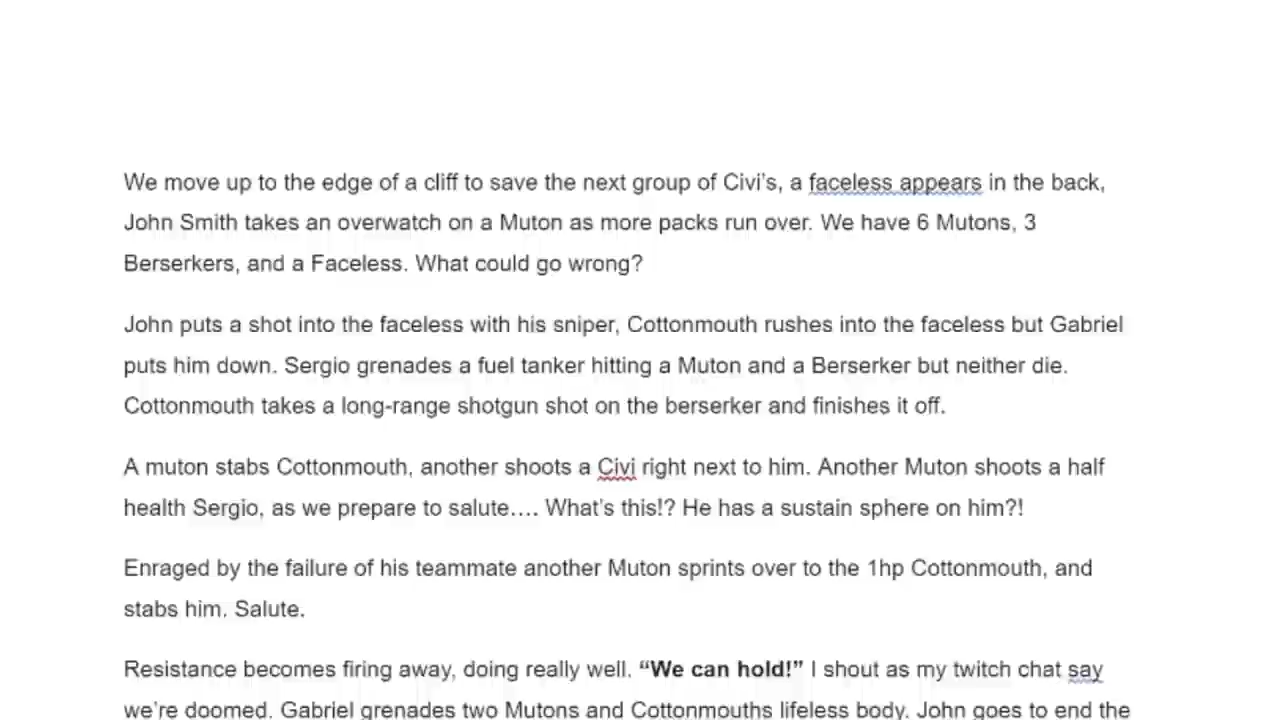 We move up to the edge of a cliff to save the next group of Civi’s, a faceless appears in the back,
John Smith takes an overwatch on a Muton as more packs run over. We have 6 Mutons, 3
Berserkers, and a Faceless. What could go wrong?
John puts a shot into the faceless with his sniper, Cottonmouth rushes into the faceless but Gabriel
puts him down. Sergio grenades a fuel tanker hitting a Muton and a Berserker but neither die.
Cottonmouth takes a long-range shotgun shot on the berserker and finishes it off.
A muton stabs Cottonmouth, another shoots a Civi right next to him. Another Muton shoots a half
health Sergio, as we prepare to salute…. What’s this!? He has a sustain sphere on him?!
Enraged by the failure of his teammate another Muton sprints over to the 1hp Cottonmouth, and
stabs him. Salute.
Resistance becomes firing away, doing really well. “We can hold!” I shout as my twitch chat say
we’re doomed. Gabriel grenades two Mutons and Cottonmouths lifeless body. John goes to end the